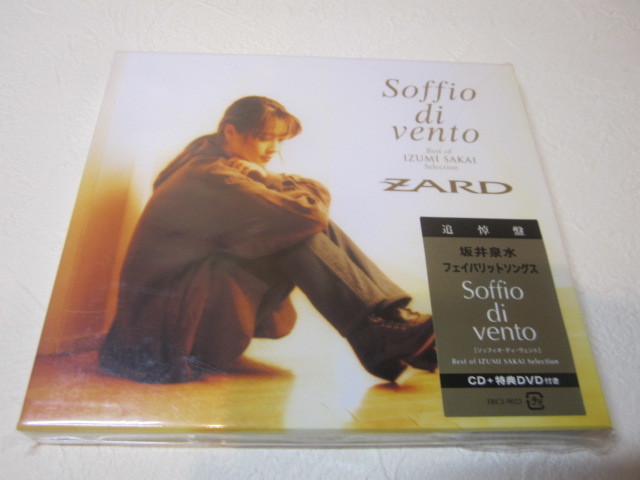 Soffio
di
vento
Best of
IZUMI SAKAI
Selection
ZARD
追悼盤
坂井泉水
フェイバリットソングス
Soffio
di
vento
[ソッフィオ・ディ・ヴェント]
Best of IZUMI SAKAI Selection
CD+特典DVD付き